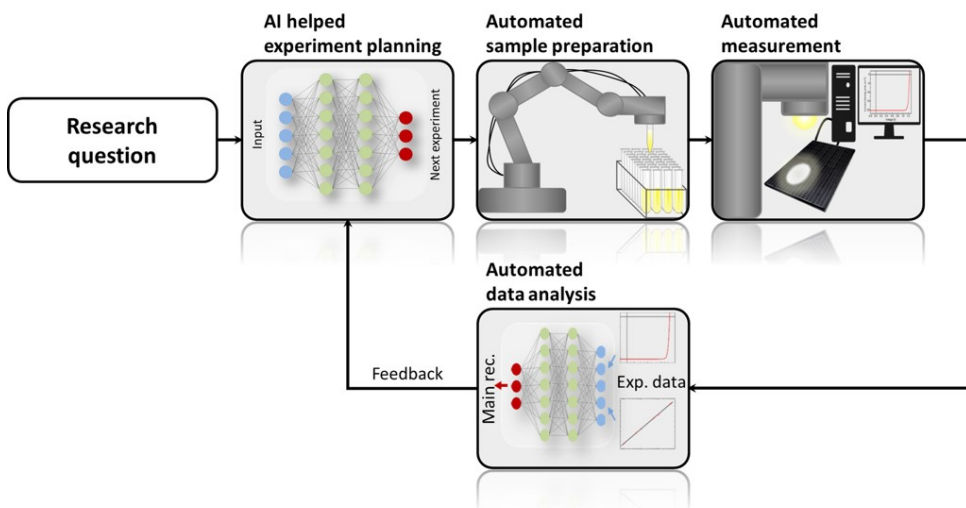 AI helped
experiment planning
Automated
sample preparation
Automated
measurement
Research
question
Input
Next experiment
Automated
data analysis
Feedback
Main rec.
Exp. data